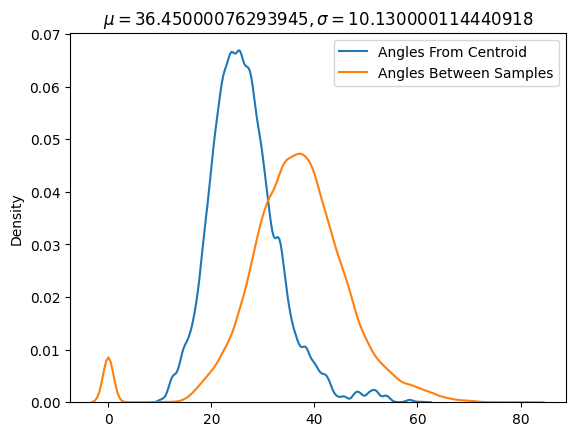 μ = 36.45000076293945, σ = 10.130000114440918
Angles From Centroid
Angles Between Samples
Density
0.07
0.06
0.05
0.04
0.03
0.02
0.01
0.00
0 20 40 60 80